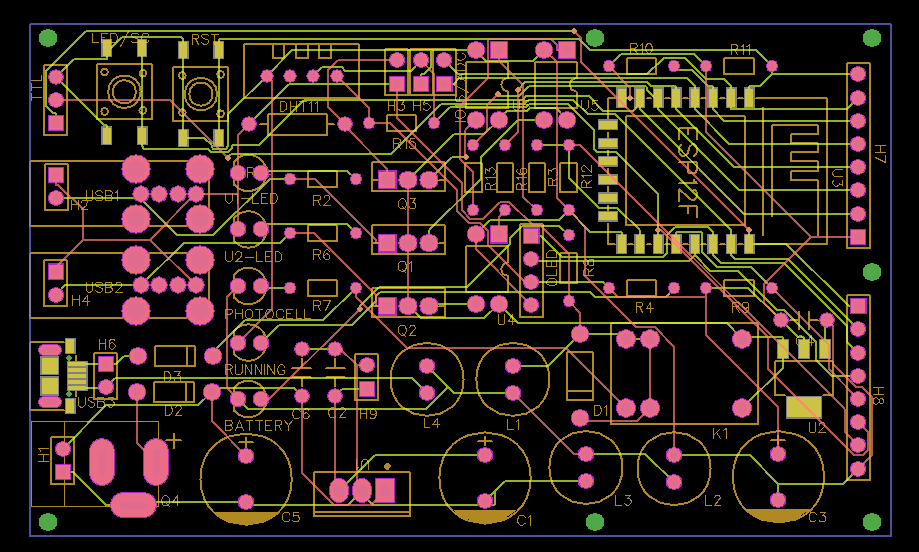 LED/SC
RST
R10
R11
TTL
H3
H5
U5
DHT11
R15
ESP12F
H7
U3
R13
R16
R3
R12
USB1
H2
U1-LED
R2
Q3
U2-LED
R6
Q1
OLED
R8
USB2
H4
R7
Q2
U4
R4
R9
PHOTOCELL
H6
D3
RUNNING
USB3
D2
C6
C2
H9
L4
L1
D1
K1
U2
H8
BATTERY
H1
Q4
C5
C1
L3
L2
C3